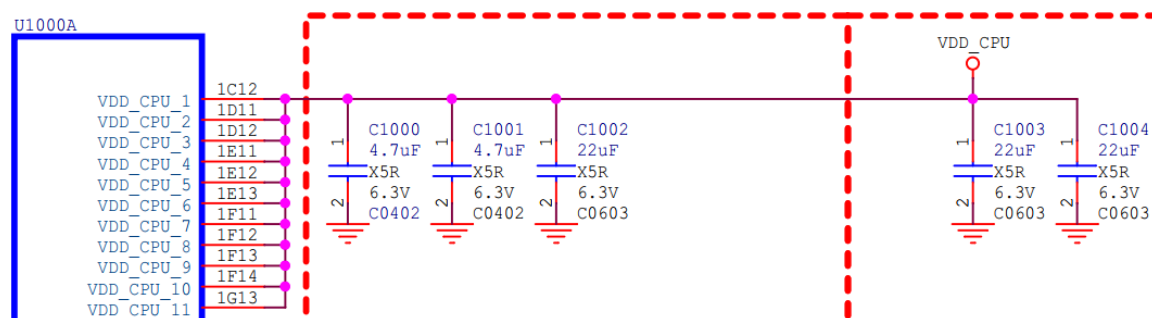 U1000A
VDD_CPU
VDD_CPU_1 1C12
VDD_CPU_2 1D11
VDD_CPU_3 1D12
VDD_CPU_4 1E11
VDD_CPU_5 1E12
VDD_CPU_6 1E13
VDD_CPU_7 1F11
VDD_CPU_8 1F12
VDD_CPU_9 1F13
VDD_CPU_10 1F14
VDD_CPU_11 1G13
1
C1000
4.7uF
X5R
6.3V
2
C0402
1
C1001
4.7uF
X5R
6.3V
2
C0402
1
C1002
22uF
X5R
6.3V
2
C0603
1
C1003
22uF
X5R
6.3V
2
C0603
1
C1004
22uF
X5R
6.3V
2
C0603